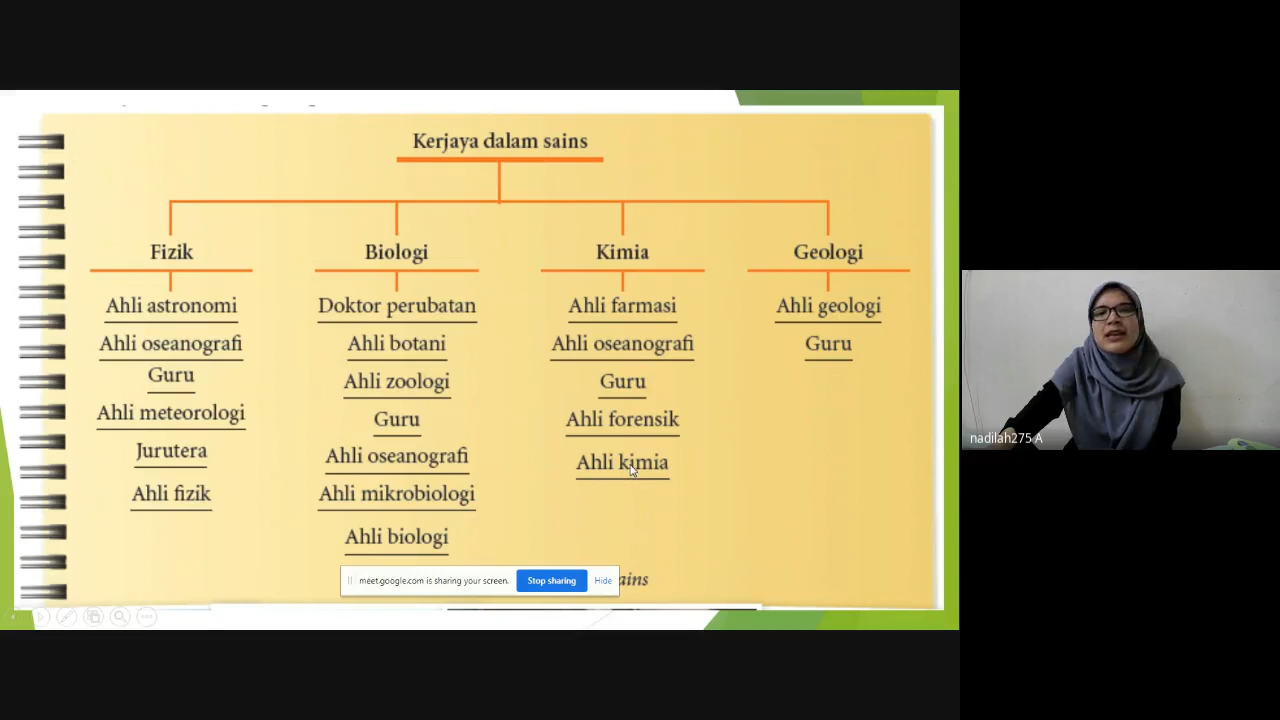 Kerjaya dalam sains
Fizik
Ahli astronomi
Ahli oseanografi
Guru
Ahli meteorologi
Jurutera
Ahli fizik
Biologi
Doktor perubatan
Ahli botani
Ahli zoologi
Guru
Ahli oseanografi
Ahli mikrobiologi
Ahli biologi
Kimia
Ahli farmasi
Ahli oseanografi
Guru
Ahli forensik
Ahli kimia
Geologi
Ahli geologi
Guru
meet.google.com is sharing your screen. Stop sharing Hide
nadilah275 A